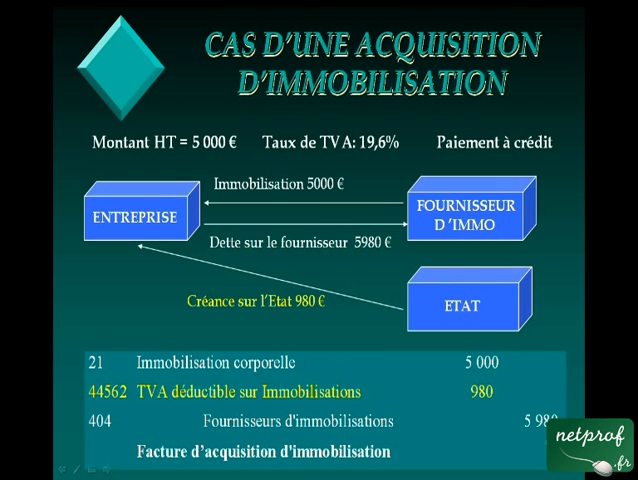 CAS D'UNE ACQUISITION
D'IMMOBILISATION
Montant HT = 5 000 € Taux de TVA: 19,6% Paiement à crédit
Immobilisation 5000 €
ENTREPRISE
FOURNISSEUR
D 'IMMO
Dette sur le fournisseur 5980 €
Créance sur l'Etat 980 €
ETAT
21 Immobilisation corporelle 5 000
44562 TVA déductible sur Immobilisations 980
404 Fournisseurs d'immobilisations 5 980
Facture d'acquisition d'immobilisation
netprof
.fr